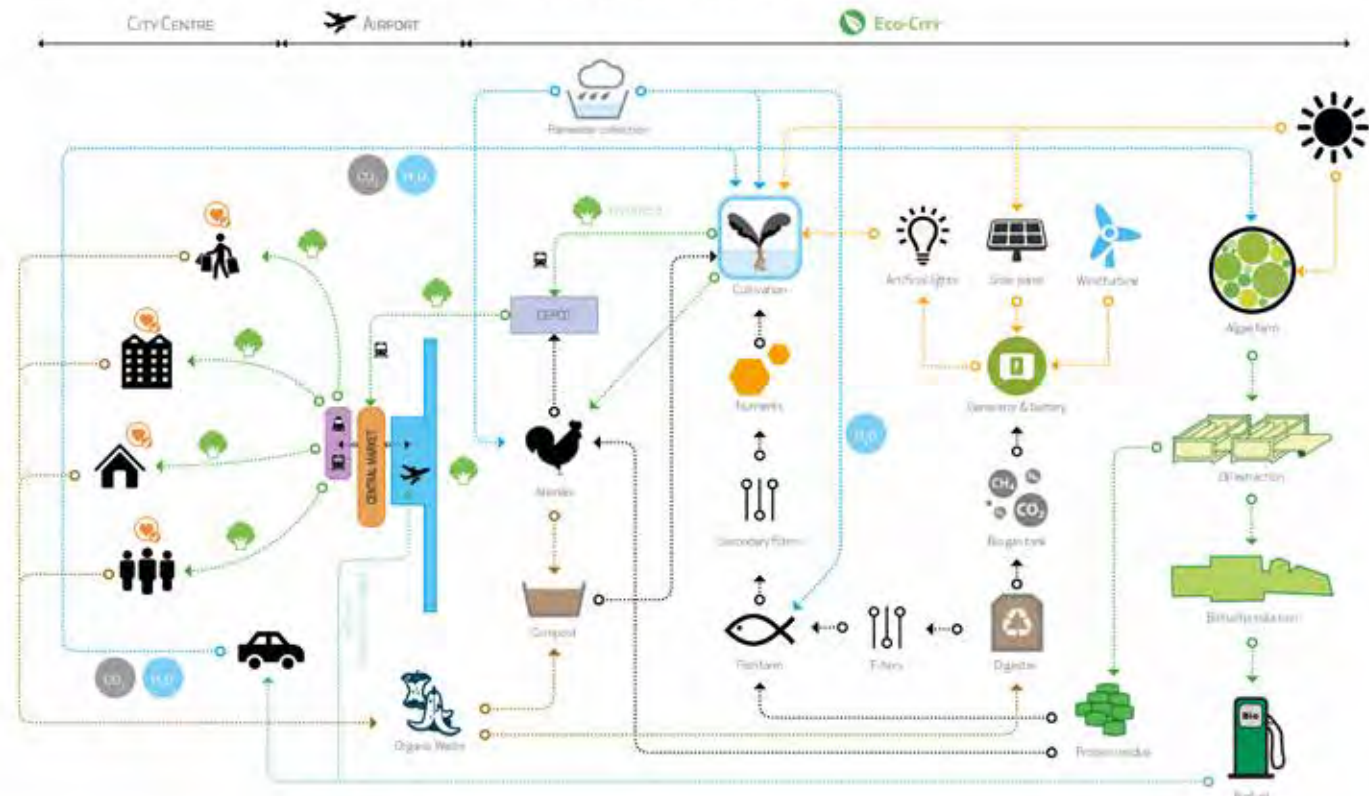 CITY CENTRE
AIRPORT
Eco-City
Rainwater collection
CO₂
H₂O
Cultivation
Artificial lights
Solar panel
Wind turbine
DEPOT
Algae farm
Nutrients
Generator & battery
CENTRAL MARKET
H₂O
Animals
Oil extraction
CH₄
CO₂
Secondary Filters
Bio gas tank
Compost
Biofuel production
Fish farm
Filters
Digester
CO₂
H₂O
Organic Waste
Protein residue
Bio